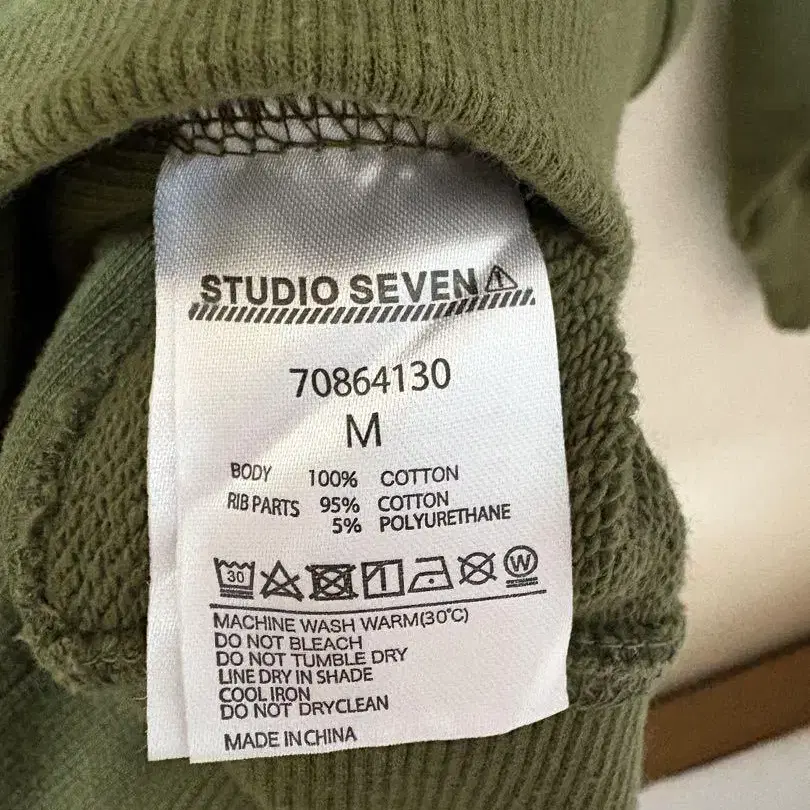 STUDIO SEVEN
70864130
M
BODY 100% COTTON
RIB PARTS 95% COTTON
5% POLYURETHANE
30 W
MACHINE WASH WARM(30℃)
DO NOT BLEACH
DO NOT TUMBLE DRY
LINE DRY IN SHADE
COOL IRON
DO NOT DRYCLEAN
MADE IN CHINA